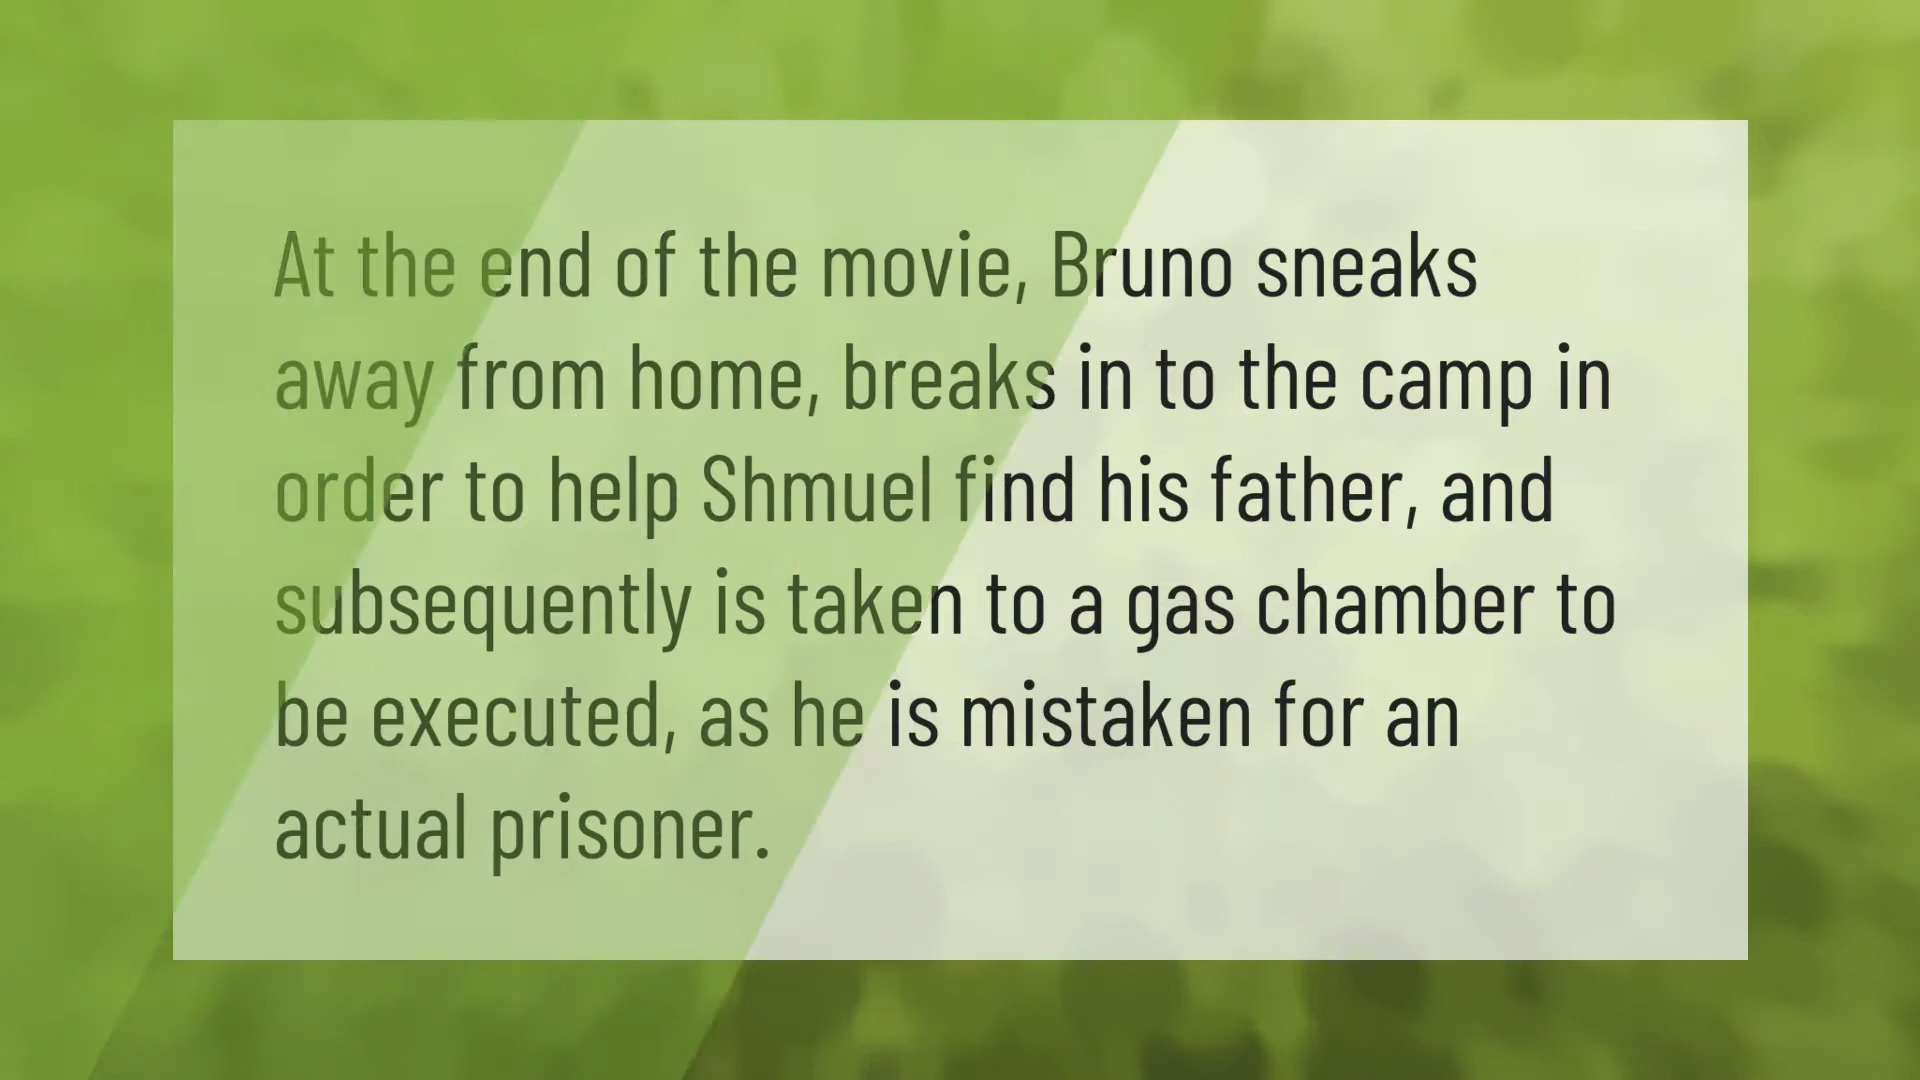 At the end of the movie, Bruno sneaks
away from home, breaks in to the camp in
order to help Shmuel find his father, and
subsequently is taken to a gas chamber to
be executed, as he is mistaken for an
actual prisoner.